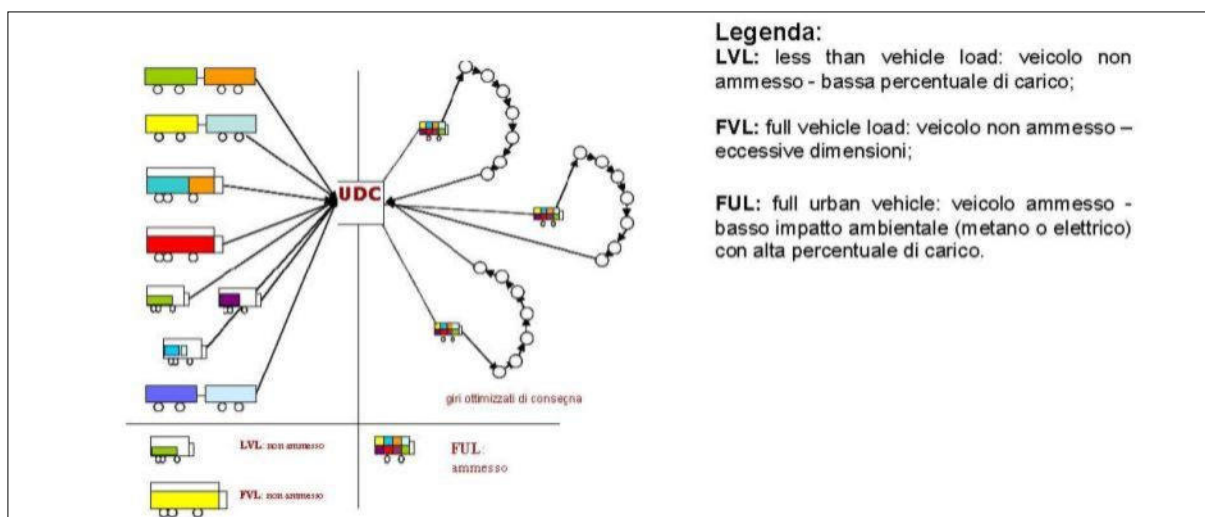 UDC
giri ottimizzati di consegna
LVL: non ammesso
FVL: non ammesso
FUL:
ammesso
Legenda:
LVL: less than vehicle load: veicolo non
ammesso - bassa percentuale di carico;
FVL: full vehicle load: veicolo non ammesso –
eccessive dimensioni;
FUL: full urban vehicle: veicolo ammesso -
basso impatto ambientale (metano o elettrico)
con alta percentuale di carico.